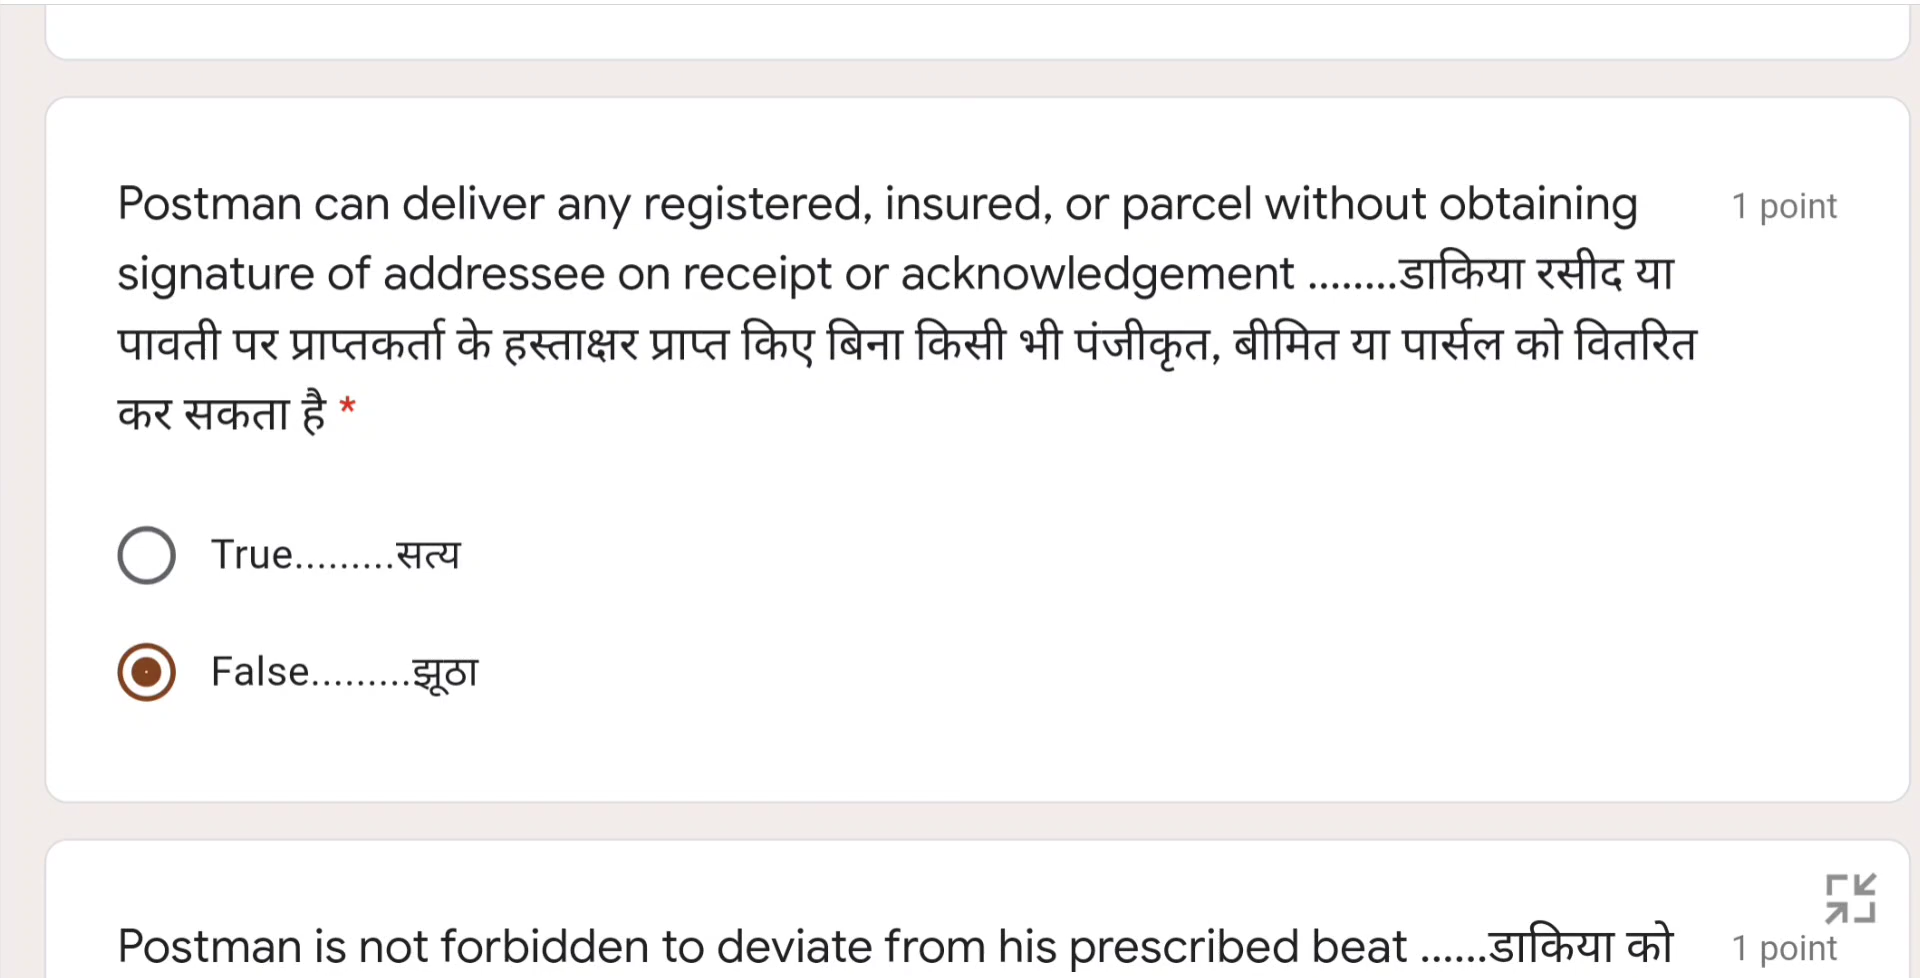 Postman can deliver any registered, insured, or parcel without obtaining
1 point
signature of addressee on receipt or acknowledgement ........डाकिया रसीद या
पावती पर प्राप्तकर्ता के हस्ताक्षर प्राप्त किए बिना किसी भी पंजीकृत, बीमित या पार्सल को वितरित
कर सकता है *
True.........सत्य
False.........झूठा
Postman is not forbidden to deviate from his prescribed beat ......डाकिया को
1 point